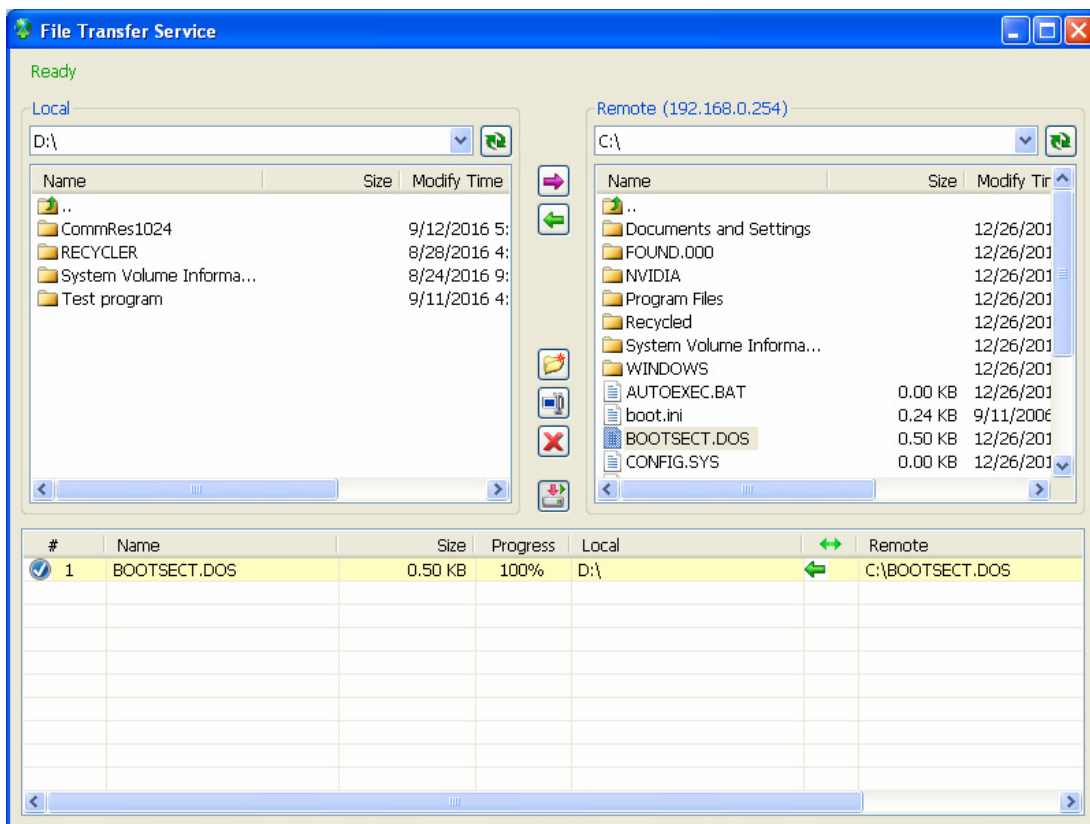 File Transfer Service
Ready
Local
Remote (192.168.0.254)
D:\
C:\
Name Size Modify Time
..
CommRes1024 9/12/2016 5:
RECYCLER 8/28/2016 4:
System Volume Informa... 8/24/2016 9:
Test program 9/11/2016 4:
Name Size Modify Tir
..
Documents and Settings 12/26/201
FOUND.000 12/26/201
NVIDIA 12/26/201
Program Files 12/26/201
Recycled 12/26/201
System Volume Informa... 12/26/201
WINDOWS 12/26/201
AUTOEXEC.BAT 0.00 KB 12/26/201
boot.ini 0.24 KB 9/11/2006
BOOTSECT.DOS 0.50 KB 12/26/201
CONFIG.SYS 0.00 KB 12/26/201
# Name Size Progress Local Remote
1 BOOTSECT.DOS 0.50 KB 100% D:\ C:\BOOTSECT.DOS